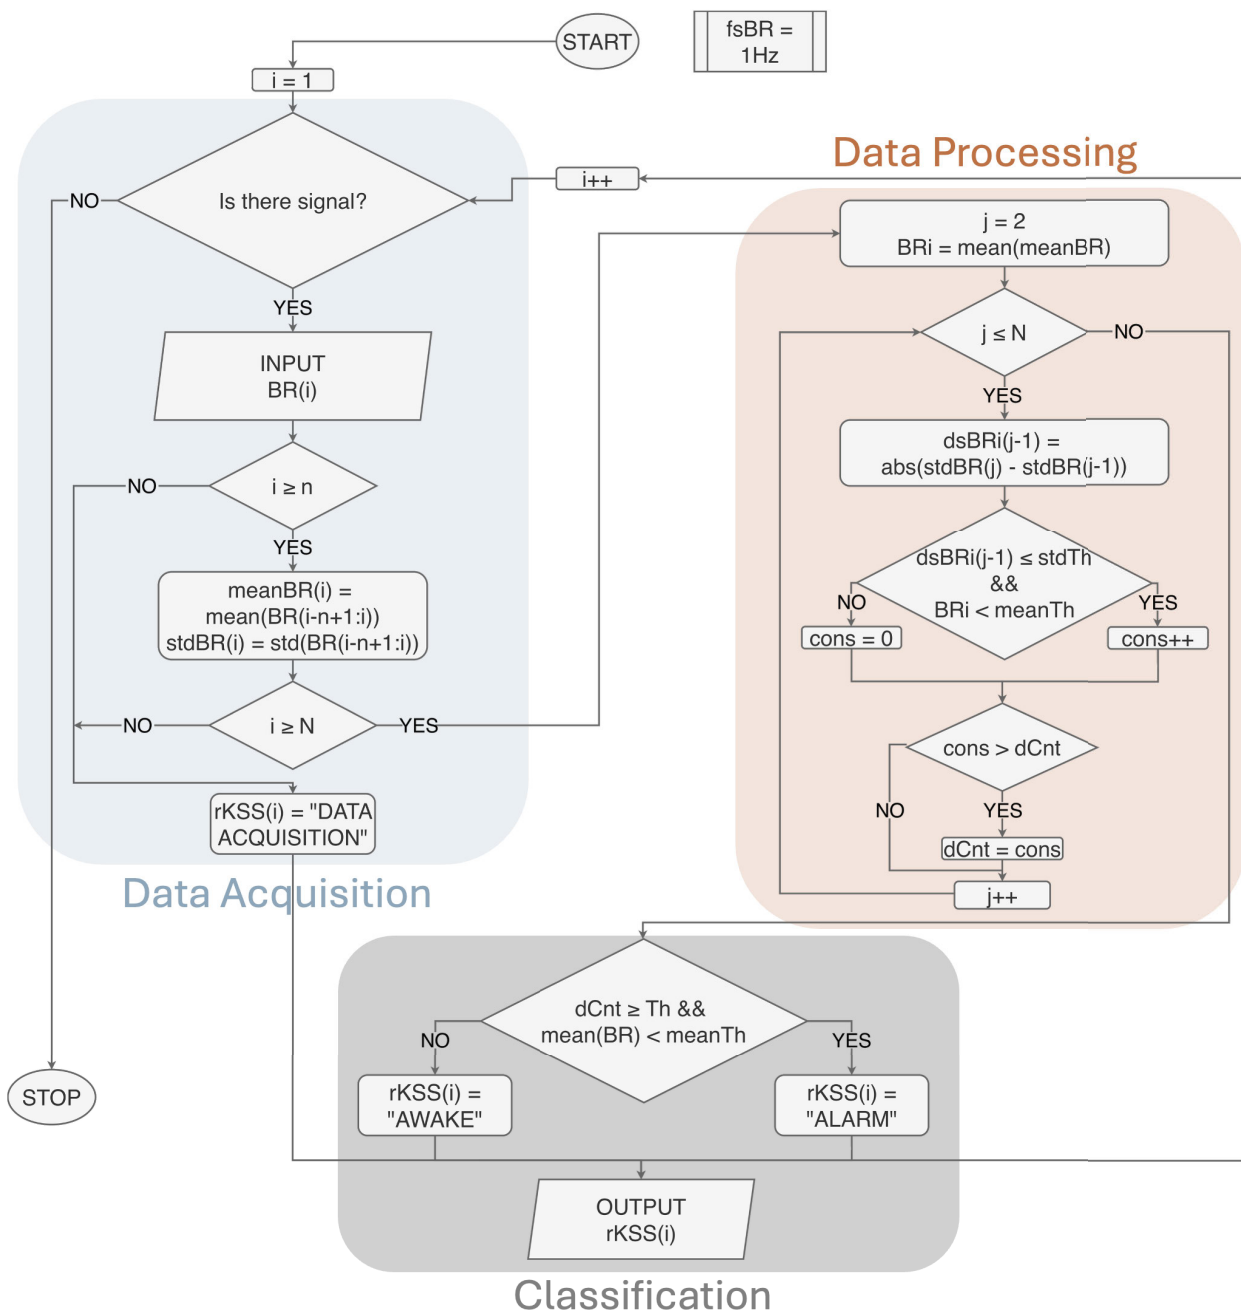 START
fsBR =
1Hz
i = 1
Is there signal?
NO
YES
i++
INPUT
BR(i)
i ≥ n
NO
YES
meanBR(i) =
mean(BR(i-n+1:i))
stdBR(i) = std(BR(i-n+1:i))
i ≥ N
NO
YES
rKSS(i) = "DATA
ACQUISITION"
Data Acquisition
STOP
Data Processing
j = 2
BRi = mean(meanBR)
j ≤ N
NO
YES
dsBRi(j-1) =
abs(stdBR(j) - stdBR(j-1))
dsBRi(j-1) ≤ stdTh
&&
BRi < meanTh
NO
YES
cons = 0
cons++
cons > dCnt
NO
YES
dCnt = cons
j++
dCnt ≥ Th &&
mean(BR) < meanTh
NO
YES
rKSS(i) =
"AWAKE"
rKSS(i) =
"ALARM"
OUTPUT
rKSS(i)
Classification